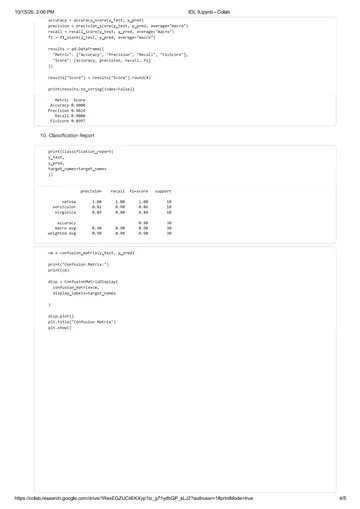 10/15/26, 2:06 PM IDL 9.ipynb - Colab
accuracy = accuracy_score(y_test, y_pred)
precision = precision_score(y_test, y_pred, average="macro")
recall = recall_score(y_test, y_pred, average="macro")
f1 = f1_score(y_test, y_pred, average="macro")
results = pd.DataFrame({
"Metric": ["Accuracy", "Precision", "Recall", "F1-Score"],
"Score": [accuracy, precision, recall, f1]
})
results["Score"] = results["Score"].round(4)
print(results.to_string(index=False))
Metric Score
Accuracy 0.9000
Precision 0.9024
Recall 0.9000
F1-Score 0.8997
10. Classification Report
print(classification_report(
y_test,
y_pred,
target_names=target_names
))
precision recall f1-score support
setosa 1.00 1.00 1.00 10
versicolor 0.82 0.90 0.86 10
virginica 0.89 0.80 0.84 10
accuracy 0.90 30
macro avg 0.90 0.90 0.90 30
weighted avg 0.90 0.90 0.90 30
cm = confusion_matrix(y_test, y_pred)
print("Confusion Matrix:")
print(cm)
disp = ConfusionMatrixDisplay(
confusion_matrix=cm,
display_labels=target_names
)
disp.plot()
plt.title("Confusion Matrix")
plt.show()
4/5